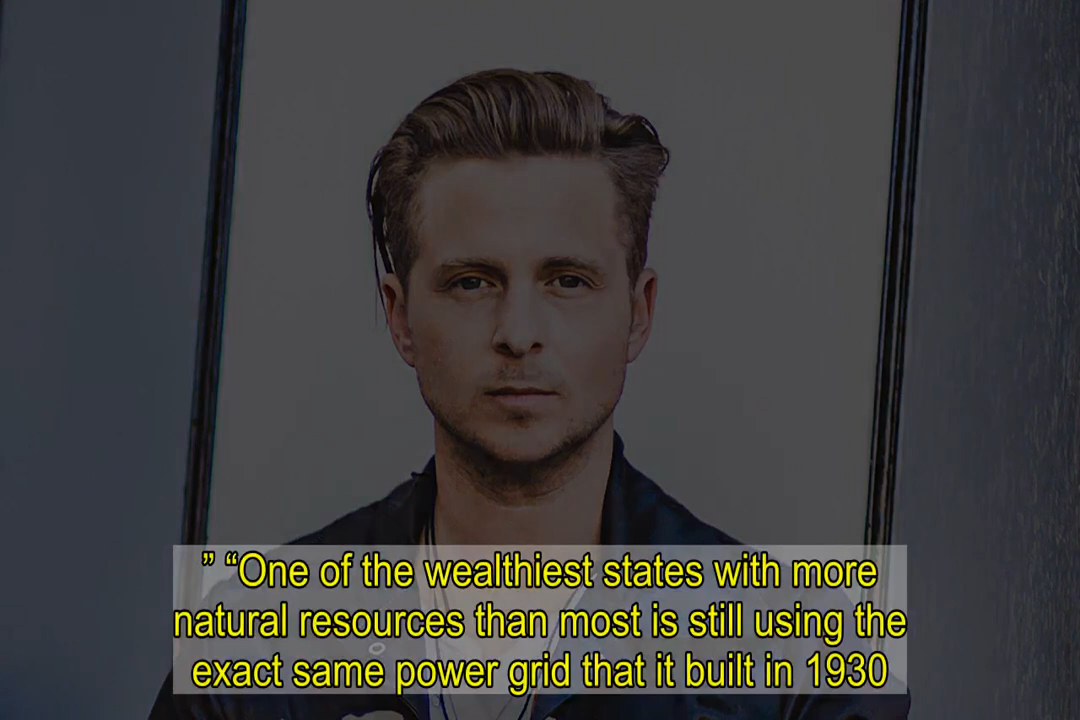 ” “One of the wealthiest states with more
natural resources than most is still using the
exact same power grid that it built in 1930